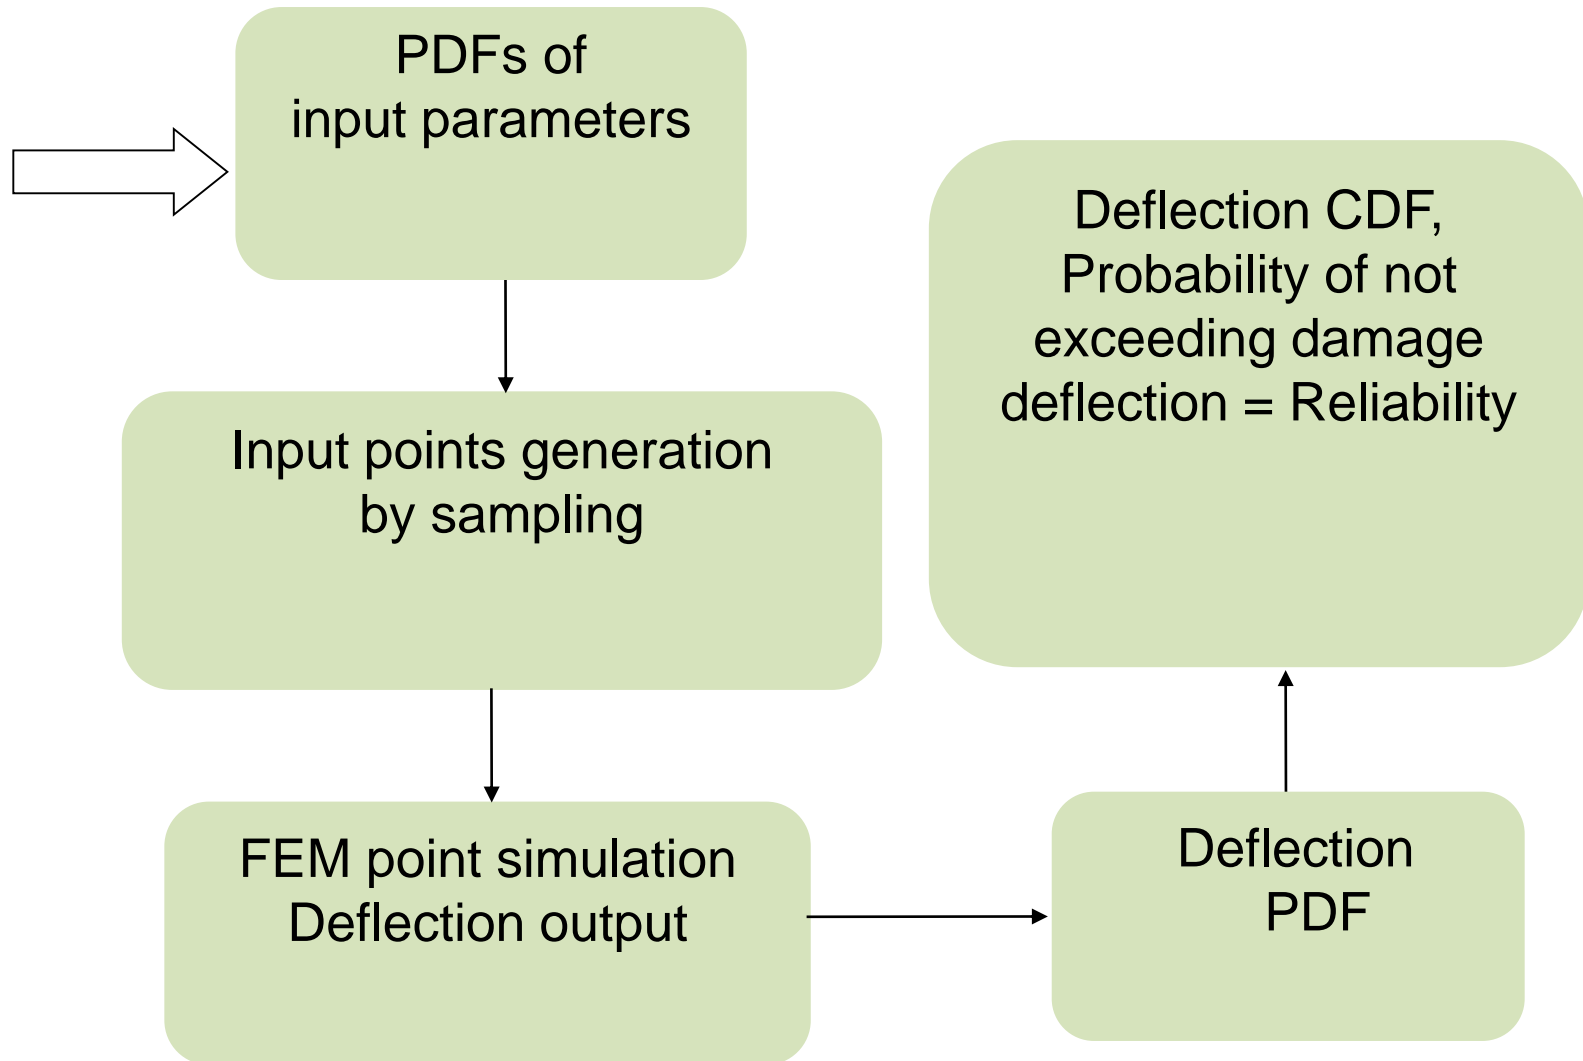 PDFs of
input parameters
Input points generation
by sampling
FEM point simulation
Deflection output
Deflection
PDF
Deflection CDF,
Probability of not
exceeding damage
deflection = Reliability